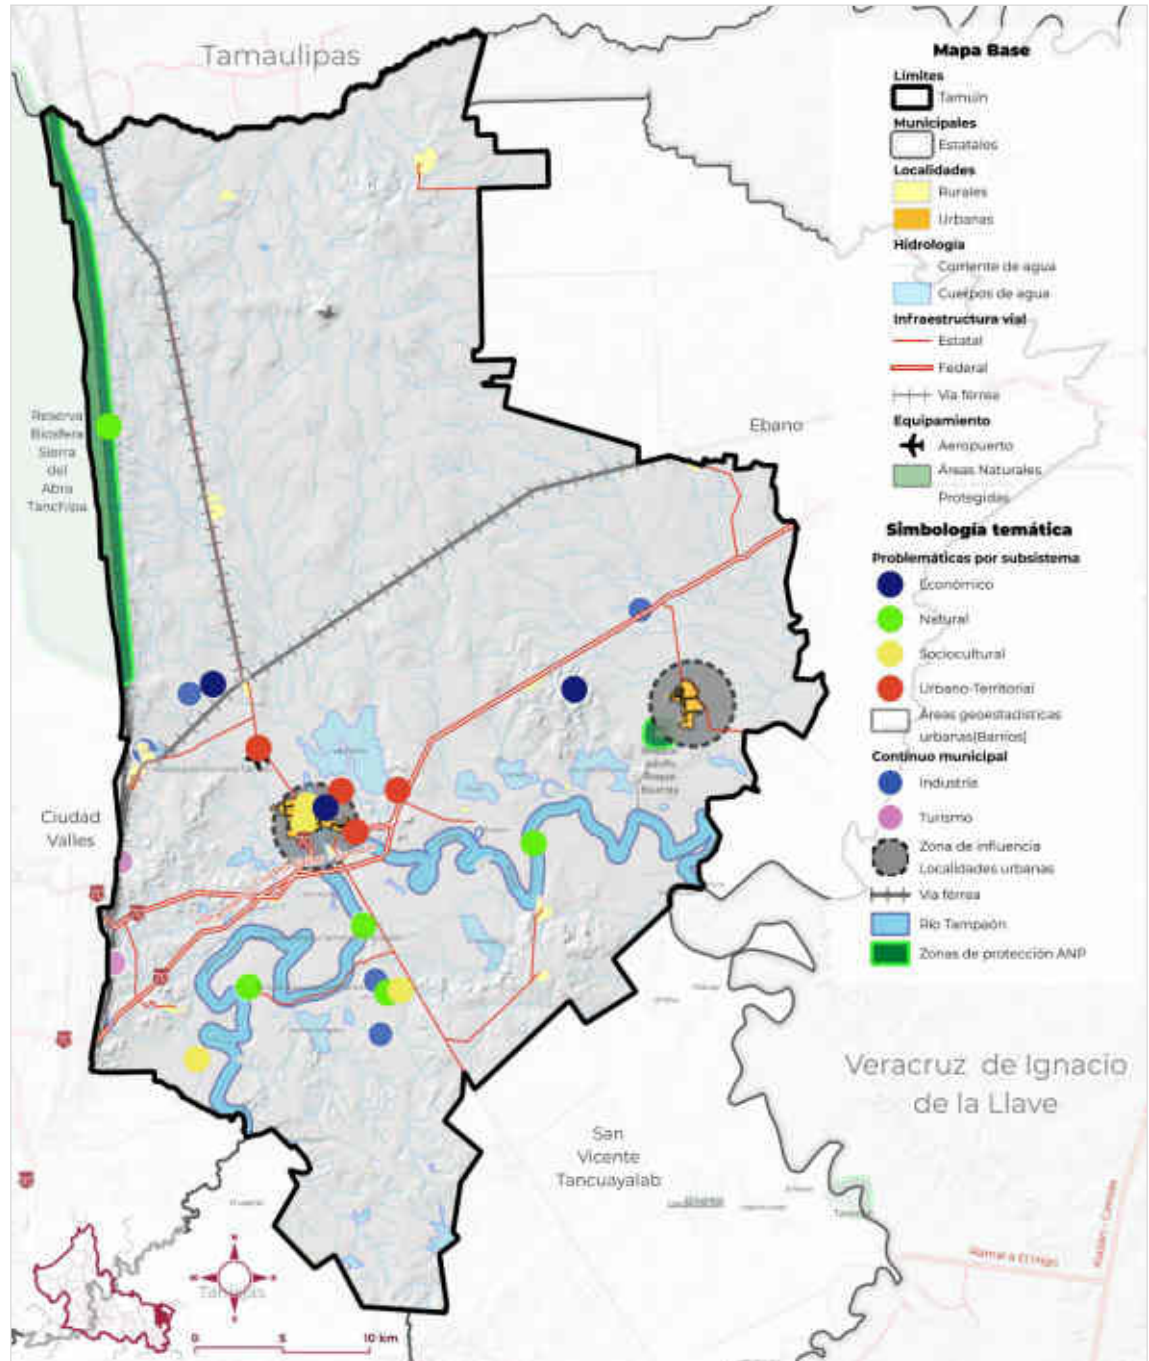 Tamaulipas
Mapa Base
Límites
Tamuín
Municipales
Estatales
Localidades
Rurales
Urbanas
Hidrología
Corriente de agua
Cuerpos de agua
Infraestructura vial
Estatal
Federal
Vía férrea
Equipamiento
Aeropuerto
Áreas Naturales
Protegidas
Simbología temática
Problemáticas por subsistema
Económico
Natural
Sociocultural
Urbano-Territorial
Áreas geoestadísticas
urbanas(Barrios)
Contínuo municipal
Industria
Turismo
Zona de influencia
Localidades urbanas
Vía férrea
Río Tampaón
Zonas de protección ANP
Reserva
Biosfera
Sierra
del
Abra
Tanchipa
Ebano
Ciudad
Valles
Veracruz de Ignacio
de la Llave
San
Vicente
Tancuayalab
0 5 10 km